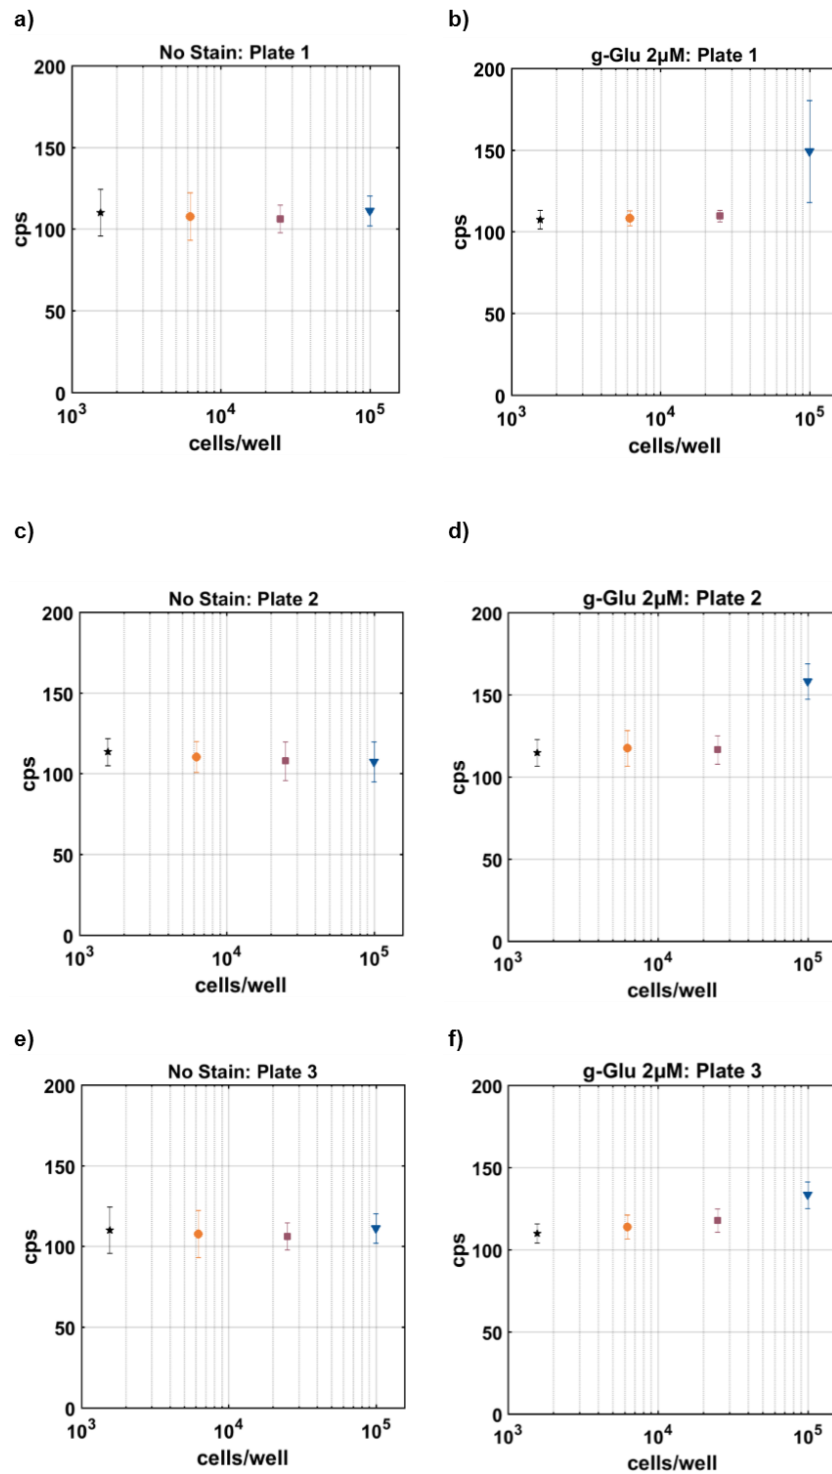 a)
No Stain: Plate 1
200
150
100
50
0
cps
10³ 10⁴ 10⁵
cells/well
b)
g-Glu 2µM: Plate 1
200
150
100
50
0
cps
10³ 10⁴ 10⁵
cells/well
c)
No Stain: Plate 2
200
150
100
50
0
cps
10³ 10⁴ 10⁵
cells/well
d)
g-Glu 2µM: Plate 2
200
150
100
50
0
cps
10³ 10⁴ 10⁵
cells/well
e)
No Stain: Plate 3
200
150
100
50
0
cps
10³ 10⁴ 10⁵
cells/well
f)
g-Glu 2µM: Plate 3
200
150
100
50
0
cps
10³ 10⁴ 10⁵
cells/well